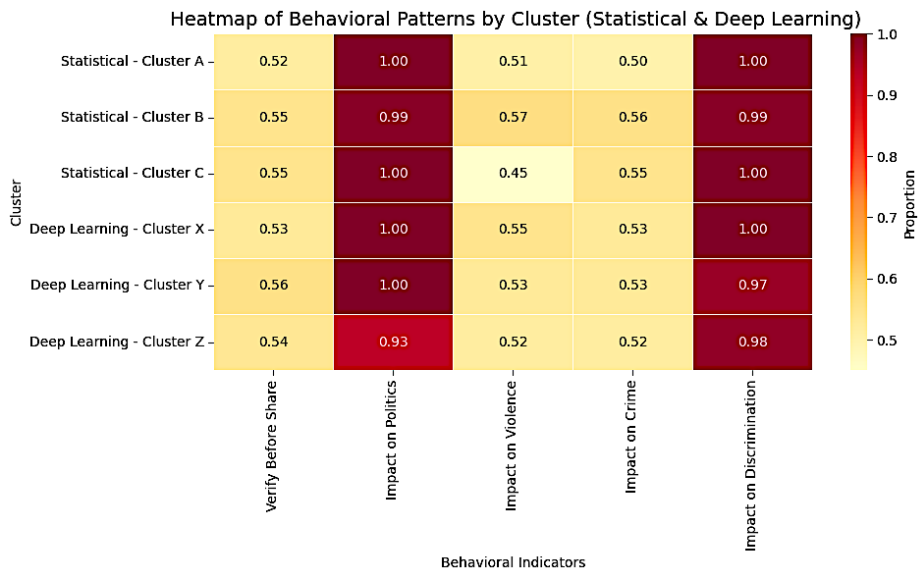 Heatmap of Behavioral Patterns by Cluster (Statistical & Deep Learning)
Cluster
Statistical - Cluster A 0.52 1.00 0.51 0.50 1.00
Statistical - Cluster B 0.55 0.99 0.57 0.56 0.99
Statistical - Cluster C 0.55 1.00 0.45 0.55 1.00
Deep Learning - Cluster X 0.53 1.00 0.55 0.53 1.00
Deep Learning - Cluster Y 0.56 1.00 0.53 0.53 0.97
Deep Learning - Cluster Z 0.54 0.93 0.52 0.52 0.98
Verify Before Share
Impact on Politics
Impact on Violence
Impact on Crime
Impact on Discrimination
Behavioral Indicators
1.0
0.9
0.8
0.7
0.6
0.5
Proportion